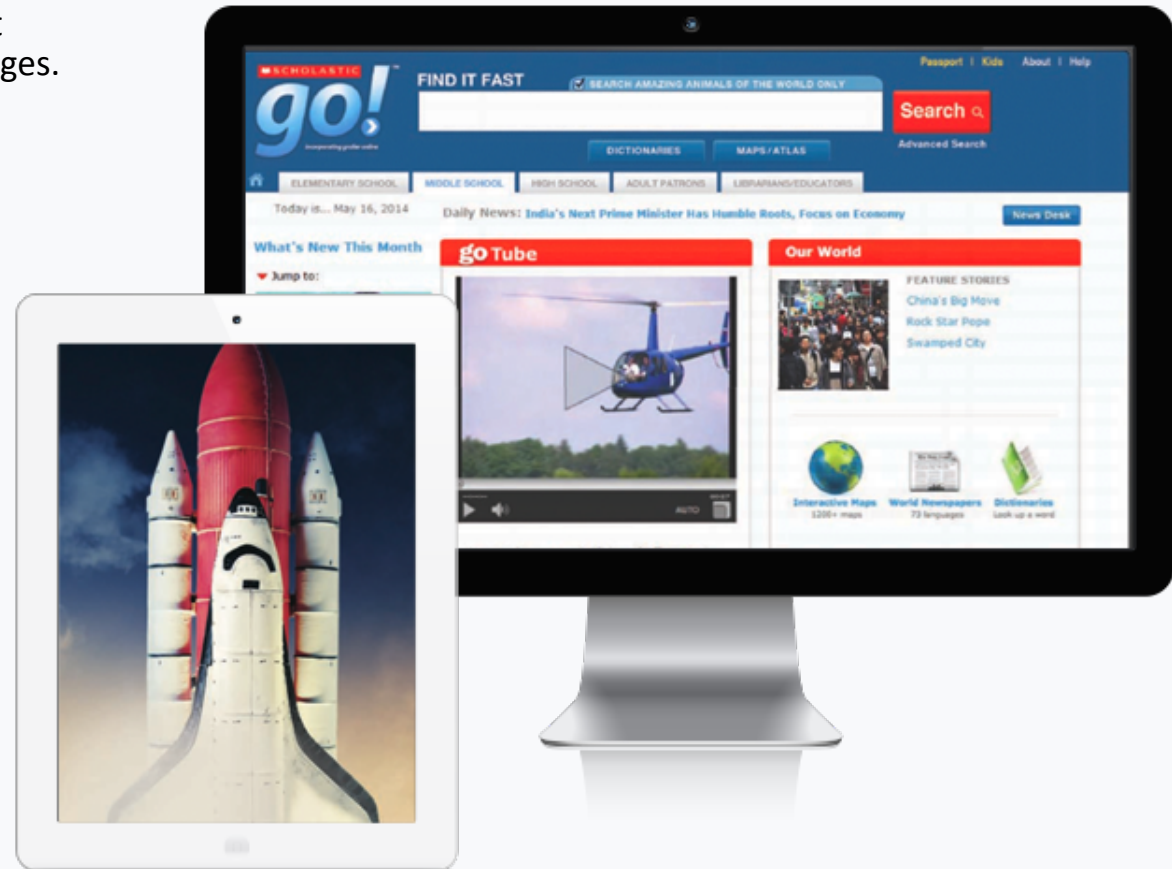 ges.
SCHOLASTIC
go!
FIND IT FAST
SEARCH AMAZING ANIMALS OF THE WORLD ONLY
Search
Advanced Search
Passport | Kids About | Help
DICTIONARIES MAPS/ATLAS
ELEMENTARY SCHOOL MIDDLE SCHOOL HIGH SCHOOL ADULT PATRONS LIBRARIANS/EDUCATORS
Today is... May 16, 2014
Daily News: India's Next Prime Minister Has Humble Roots, Focus on Economy
News Desk
What's New This Month
Jump to:
go Tube
AUTO
Our World
FEATURE STORIES
China's Big Move
Rock Star Pope
Swamped City
Interactive Maps
1200+ maps
World Newspapers
73 languages
Dictionaries
Look up a word